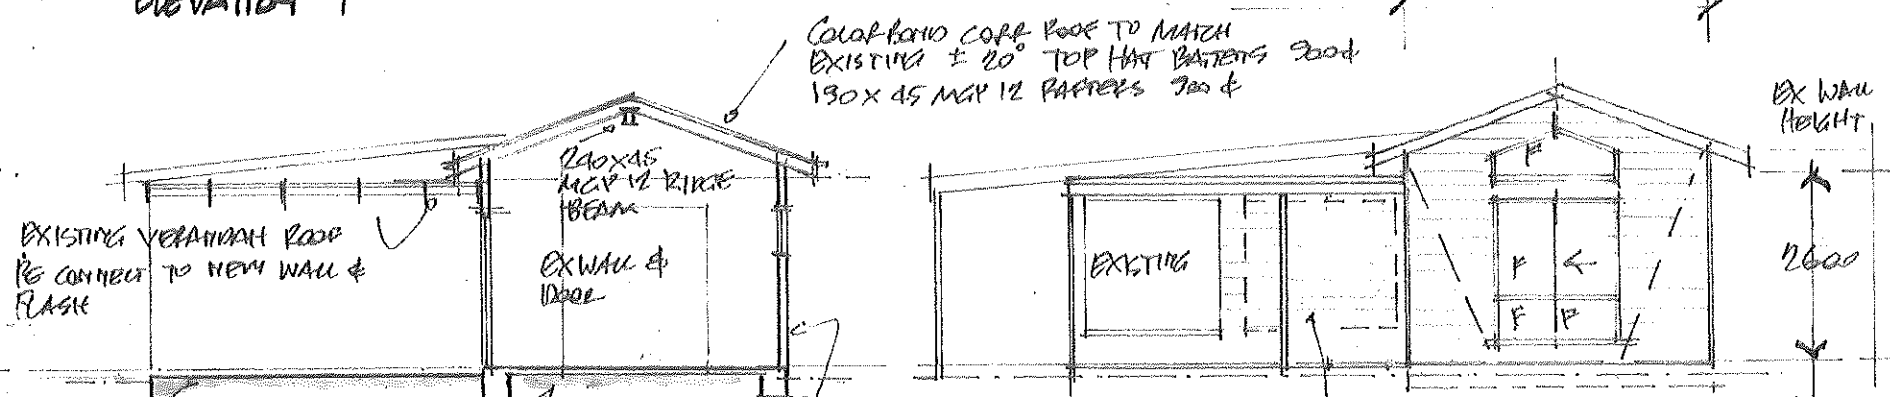 ELEVATION 1
COLORBOND CORR ROOF TO MATCH
EXISTING ± 20° TOP HAT BATTENS 900 ¢
190 X 45 MGP 12 RAFTERS 900 ¢
EX WALL
HEIGHT
240X45
MGP 12 RIDGE
BEAM
EXISTING VERANDAH ROOF
RE CONNECT TO NEW WALL &
FLASH
EX WALL &
DOOR
EXISTING
F
F
F F
2600